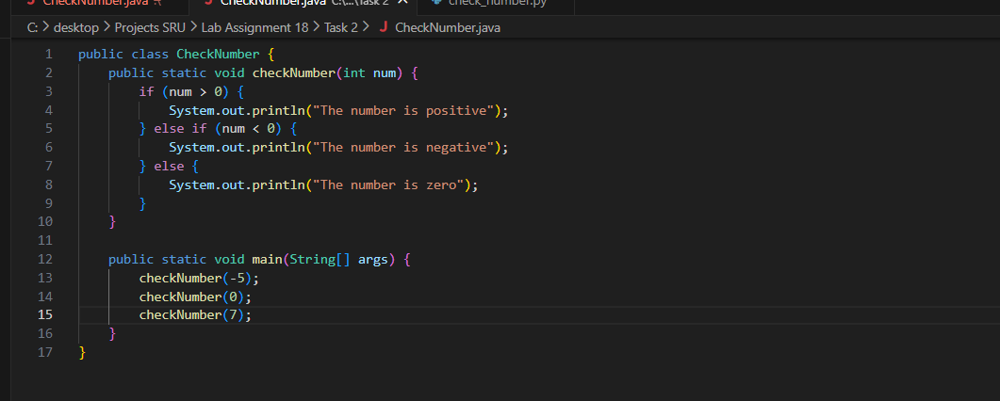 CheckNumber.java
CheckNumber.java C:\...\Task 2
check_number.py
C: > desktop > Projects SRU > Lab Assignment 18 > Task 2 > J CheckNumber.java
1 public class CheckNumber {
2     public static void checkNumber(int num) {
3         if (num > 0) {
4             System.out.println("The number is positive");
5         } else if (num < 0) {
6             System.out.println("The number is negative");
7         } else {
8             System.out.println("The number is zero");
9         }
10     }
11
12     public static void main(String[] args) {
13         checkNumber(-5);
14         checkNumber(0);
15         checkNumber(7);
16     }
17 }